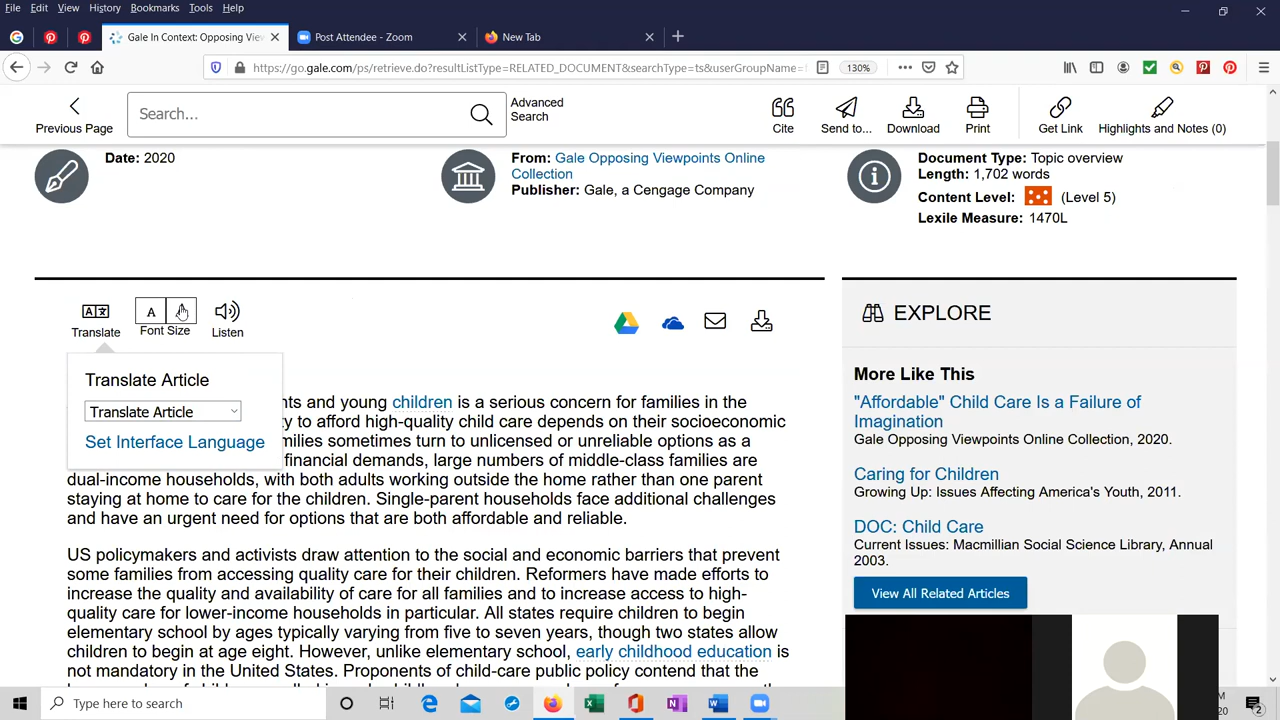 File Edit View History Bookmarks Tools Help
Gale In Context: Opposing View
Post Attendee - Zoom
New Tab
https://go.gale.com/ps/retrieve.do?resultListType=RELATED_DOCUMENT&searchType=ts&userGroupName=
130%
Previous Page
Search...
Advanced
Search
Cite
Send to...
Download
Print
Get Link
Highlights and Notes (0)
Date: 2020
From: Gale Opposing Viewpoints Online
Collection
Publisher: Gale, a Cengage Company
Document Type: Topic overview
Length: 1,702 words
Content Level: (Level 5)
Lexile Measure: 1470L
Translate
A
Font Size
Listen
Translate Article
Translate Article
Set Interface Language
nts and young children is a serious concern for families in the
ty to afford high-quality child care depends on their socioeconomic
milies sometimes turn to unlicensed or unreliable options as a
financial demands, large numbers of middle-class families are
dual-income households, with both adults working outside the home rather than one parent
staying at home to care for the children. Single-parent households face additional challenges
and have an urgent need for options that are both affordable and reliable.
US policymakers and activists draw attention to the social and economic barriers that prevent
some families from accessing quality care for their children. Reformers have made efforts to
increase the quality and availability of care for all families and to increase access to high-
quality care for lower-income households in particular. All states require children to begin
elementary school by ages typically varying from five to seven years, though two states allow
children to begin at age eight. However, unlike elementary school, early childhood education is
not mandatory in the United States. Proponents of child-care public policy contend that the
EXPLORE
More Like This
"Affordable" Child Care Is a Failure of
Imagination
Gale Opposing Viewpoints Online Collection, 2020.
Caring for Children
Growing Up: Issues Affecting America's Youth, 2011.
DOC: Child Care
Current Issues: Macmillian Social Science Library, Annual
2003.
View All Related Articles
Type here to search
M
20
2